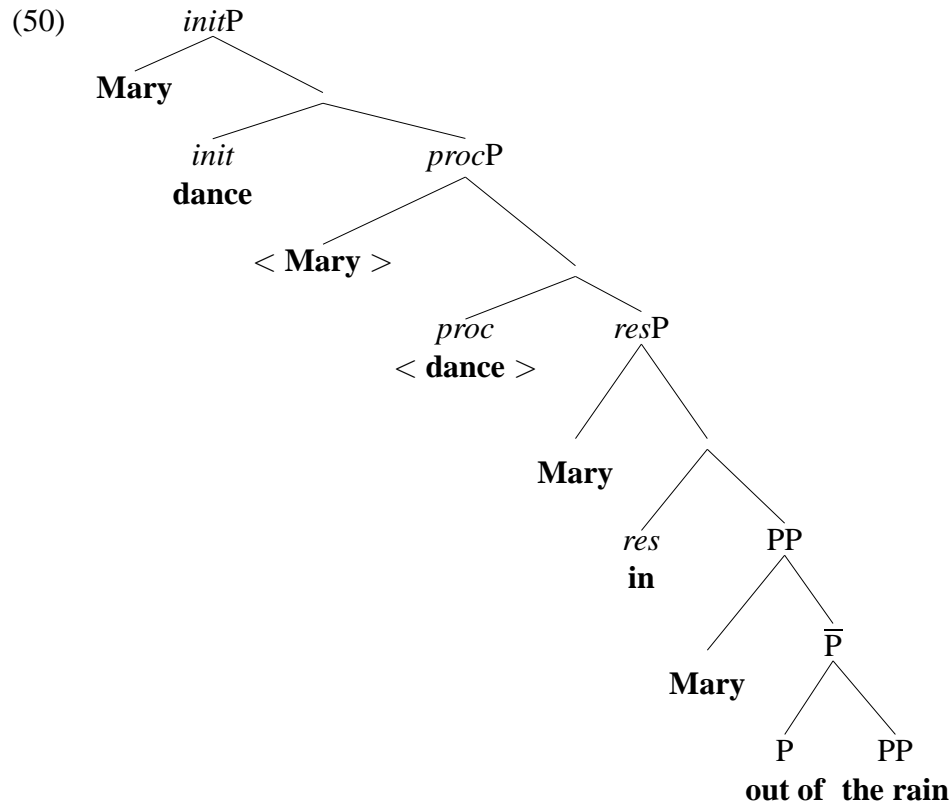 (50) initP
Mary
init procP
dance
< Mary >
proc resP
< dance >
Mary
res PP
in
P̅
Mary
P PP
out of the rain